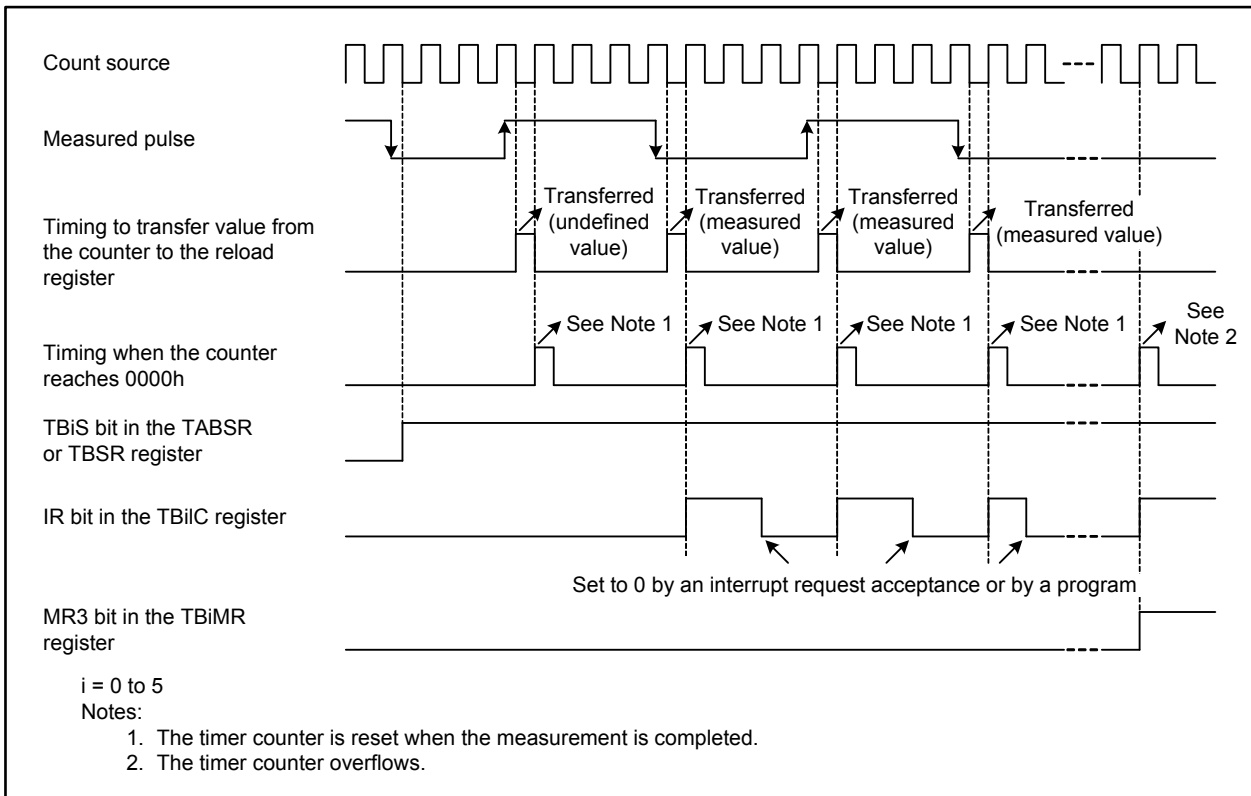 Count source
Measured pulse
Transferred
(undefined
value)
Transferred
(measured
value)
Transferred
(measured
value)
Transferred
(measured value)
Timing to transfer value from
the counter to the reload
register
See Note 1
See Note 1
See Note 1
See Note 1
See
Note 2
Timing when the counter
reaches 0000h
TBiS bit in the TABSR
or TBSR register
IR bit in the TBiIC register
Set to 0 by an interrupt request acceptance or by a program
MR3 bit in the TBiMR
register
i = 0 to 5
Notes:
1. The timer counter is reset when the measurement is completed.
2. The timer counter overflows.